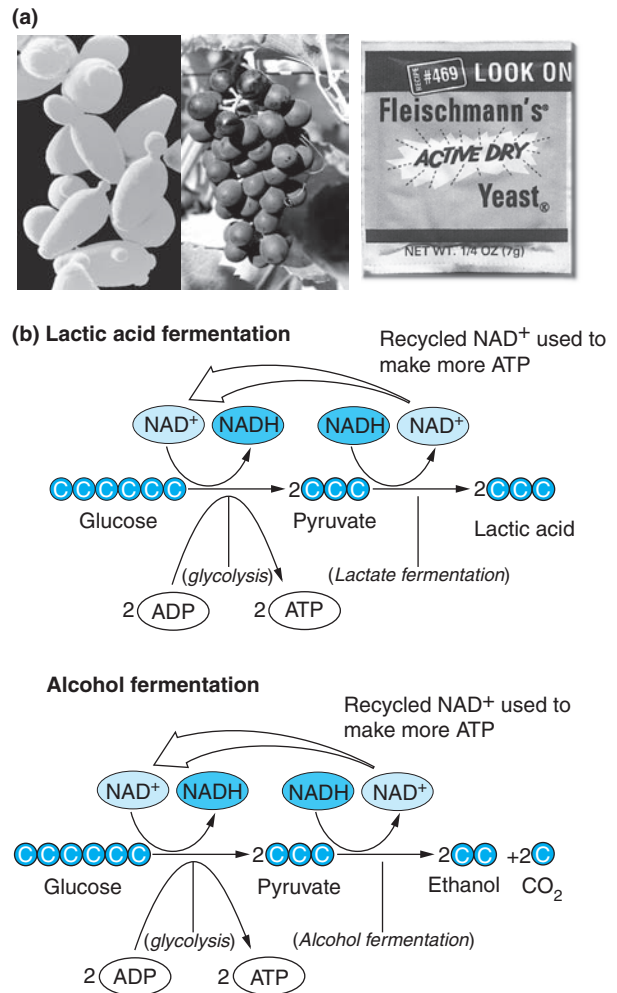 (a)
RECIPE #469 LOOK ON
Fleischmann's®
ACTIVE DRY
Yeast®
NET WT. 1/4 OZ (7g)
(b) Lactic acid fermentation
Recycled NAD+ used to
make more ATP
NAD+ NADH NADH NAD+
CCCCCC 2CCC 2CCC
Glucose Pyruvate Lactic acid
(glycolysis) (Lactate fermentation)
2 ADP 2 ATP
Alcohol fermentation
Recycled NAD+ used to
make more ATP
NAD+ NADH NADH NAD+
CCCCCC 2CCC 2CC +2C
Glucose Pyruvate Ethanol CO2
(glycolysis) (Alcohol fermentation)
2 ADP 2 ATP